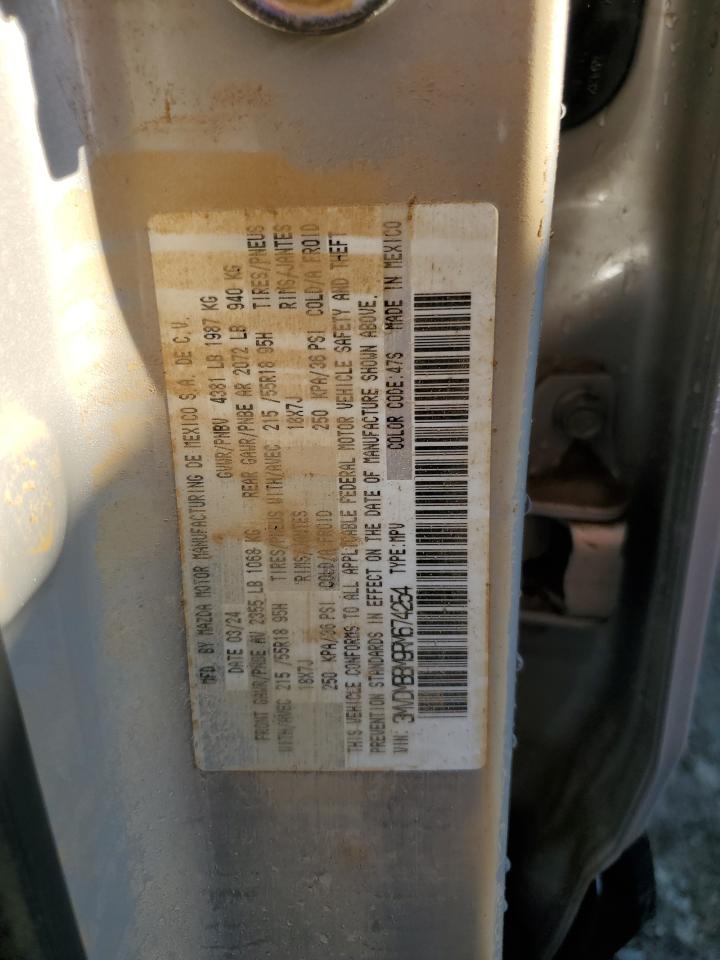 MFD. BY MAZDA MOTOR MANUFACTURING DE MEXICO S.A. DE C.V.
DATE 03/24 GVWR/PNBV 4381 LB 1987 KG
FRONT GAWR/PNBE AV 2355 LB 1068 KG REAR GAWR/PNBE AR 2072 LB 940 KG
WITH/AVEC 215 /55R18 95H TIRES/PNEUS WITH/AVEC 215 /55R18 95H TIRES/PNEUS
18X7J RIMS/JANTES 18X7J RIMS/JANTES
250 KPA/36 PSI COLD/A FROID 250 KPA/36 PSI COLD/A FROID
THIS VEHICLE CONFORMS TO ALL APPLICABLE FEDERAL MOTOR VEHICLE SAFETY AND THEFT
PREVENTION STANDARDS IN EFFECT ON THE DATE OF MANUFACTURE SHOWN ABOVE.
VIN: 3MVDMBBM9RM674254 TYPE:MPV COLOR CODE:47S MADE IN MEXICO